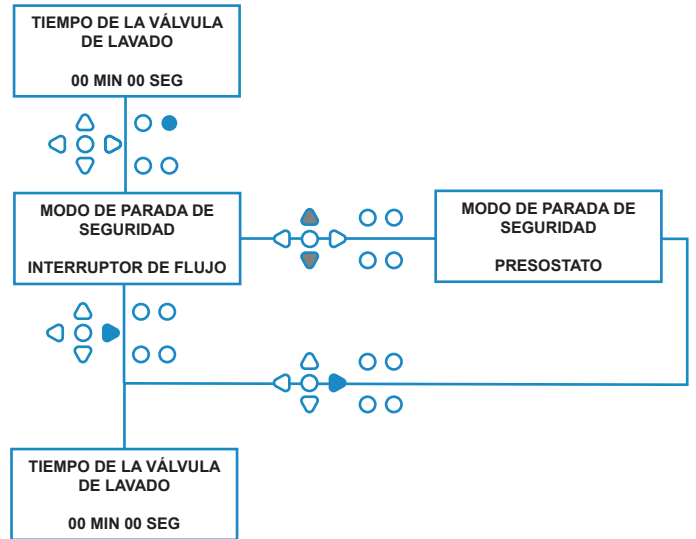 TIEMPO DE LA VÁLVULA
DE LAVADO
00 MIN 00 SEG
MODO DE PARADA DE
SEGURIDAD
INTERRUPTOR DE FLUJO
MODO DE PARADA DE
SEGURIDAD
PRESOSTATO
TIEMPO DE LA VÁLVULA
DE LAVADO
00 MIN 00 SEG